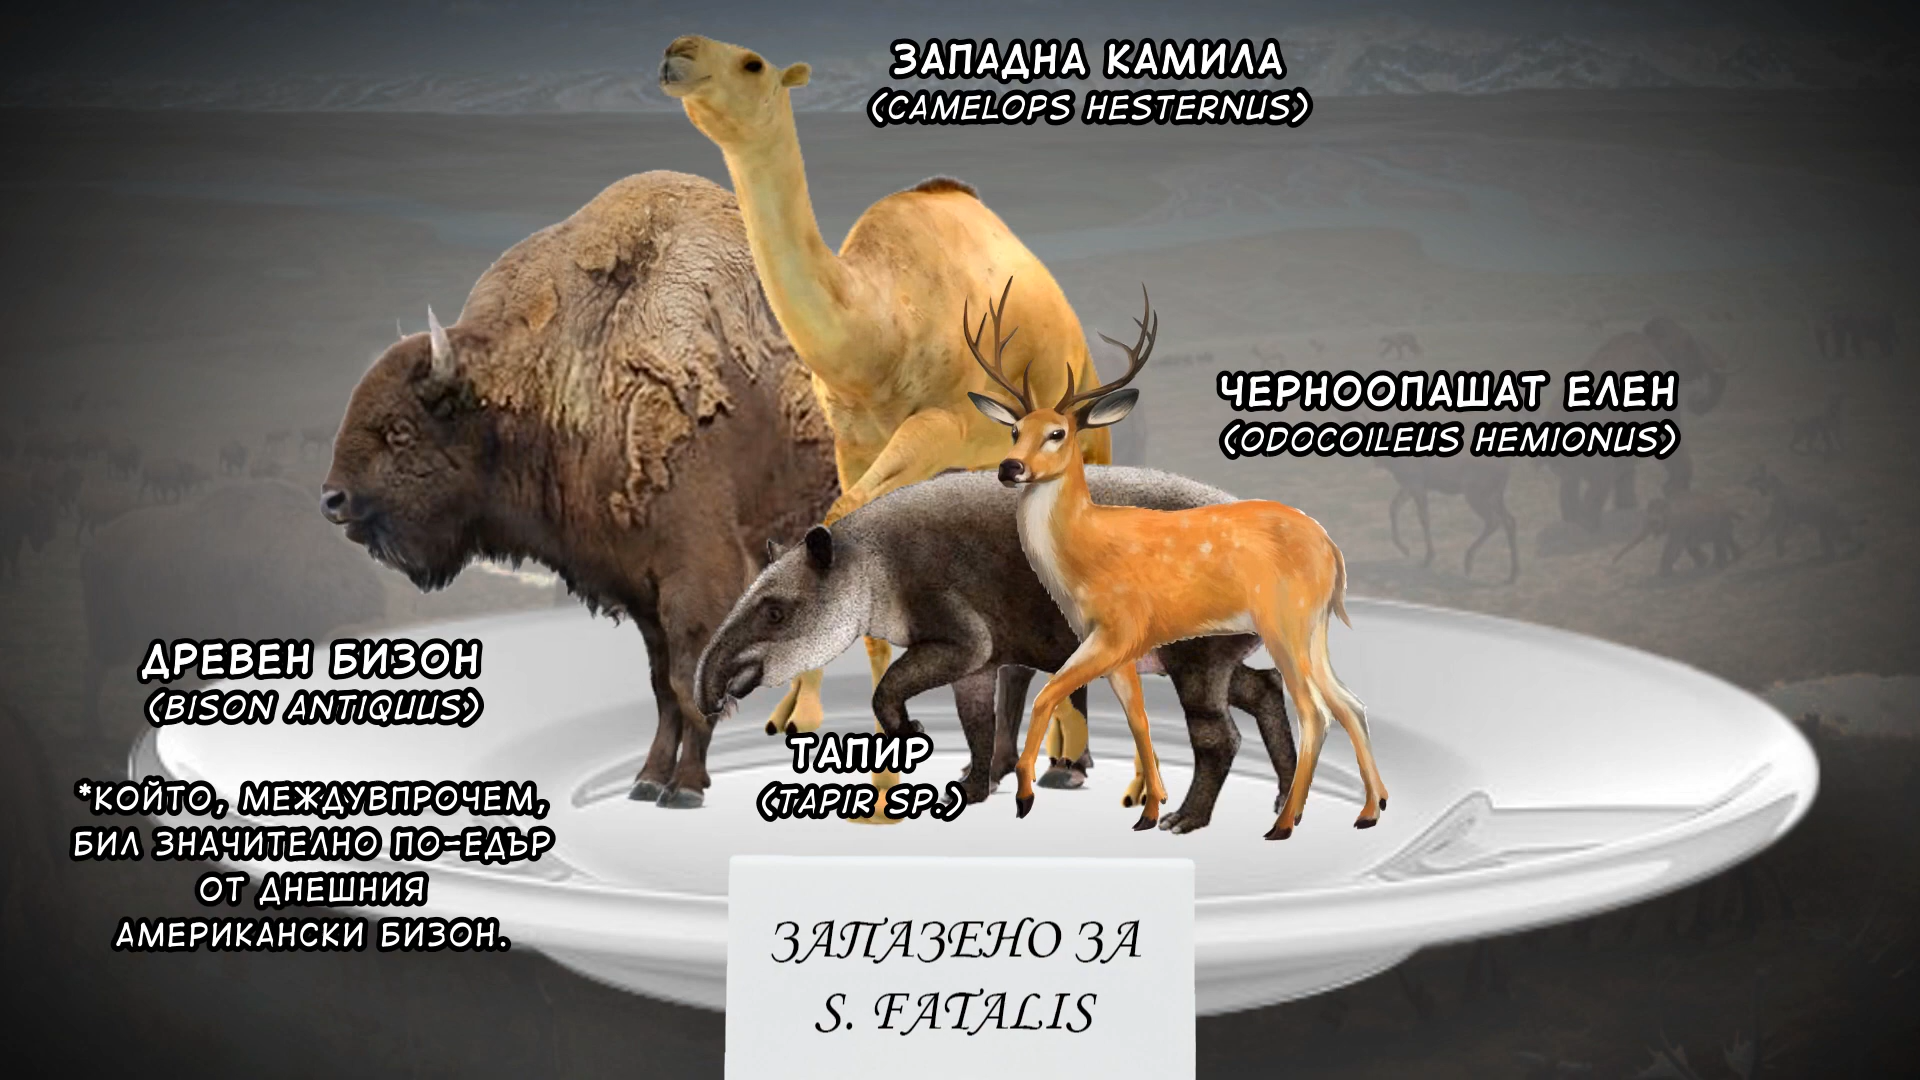 ЗАПАДНА КАМИЛА
(CAMELOPS HESTERNUS)
ЧЕРНООПАШАТ ЕЛЕН
(ODOCOILEUS HEMIONUS)
ДРЕВЕН БИЗОН
(BISON ANTIQUUS)
*КОЙТО, МЕЖДУВПРОЧЕМ,
БИЛ ЗНАЧИТЕЛНО ПО-ЕДЪР
ОТ ДНЕШНИЯ
АМЕРИКАНСКИ БИЗОН.
ТАПИР
(TAPIR SP.)
ЗАПАЗЕНО ЗА
S. FATALIS